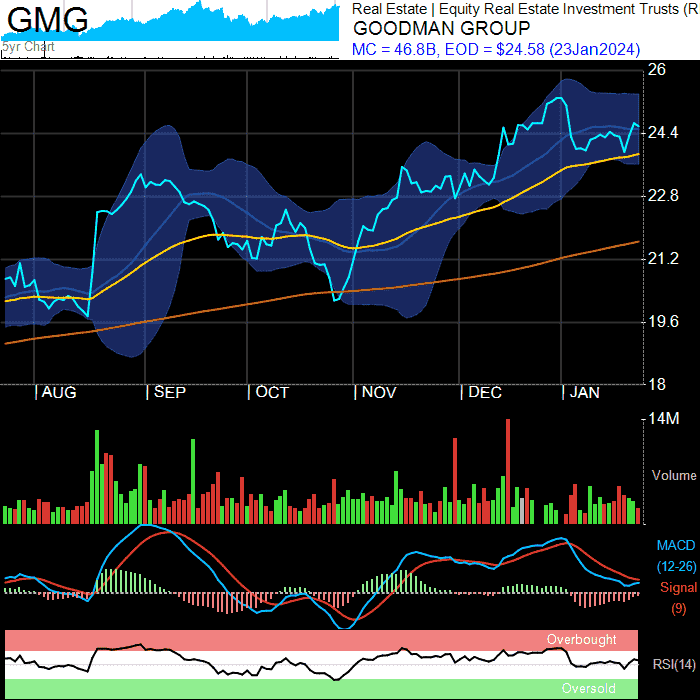 GMG
5yr Chart
Real Estate | Equity Real Estate Investment Trusts (R
GOODMAN GROUP
MC = 46.8B, EOD = $24.58 (23Jan2024)
26
24.4
22.8
21.2
19.6
18
| AUG | SEP | OCT | NOV | DEC | JAN
14M
Volume
MACD
(12-26)
Signal
(9)
Overbought
RSI(14)
Oversold